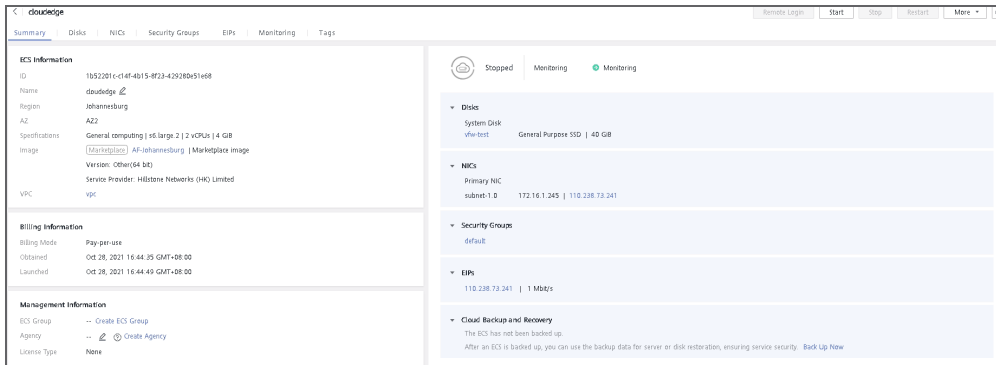 cloudedge
Remote Login Start Stop Restart More
Summary Disks NICs Security Groups EIPs Monitoring Tags
ECS Information
ID 1b52201c-c14f-4b15-8f23-429280e51e68
Name cloudedge
Region Johannesburg
AZ AZ2
Specifications General computing | s6.large.2 | 2 vCPUs | 4 GiB
Image Marketplace AF-Johannesburg | Marketplace image
Version: Other(64 bit)
Service Provider: Hillstone Networks (HK) Limited
VPC vpc
Billing Information
Billing Mode Pay-per-use
Obtained Oct 28, 2021 16:44:35 GMT+08:00
Launched Oct 28, 2021 16:44:49 GMT+08:00
Management Information
ECS Group -- Create ECS Group
Agency -- Create Agency
License Type None
Stopped Monitoring Monitoring
Disks
System Disk
vfw-test General Purpose SSD | 40 GiB
NICs
Primary NIC
subnet-1.0 172.16.1.245 | 110.238.73.241
Security Groups
default
EIPs
110.238.73.241 | 1 Mbit/s
Cloud Backup and Recovery
The ECS has not been backed up.
After an ECS is backed up, you can use the backup data for server or disk restoration, ensuring service security. Back Up Now